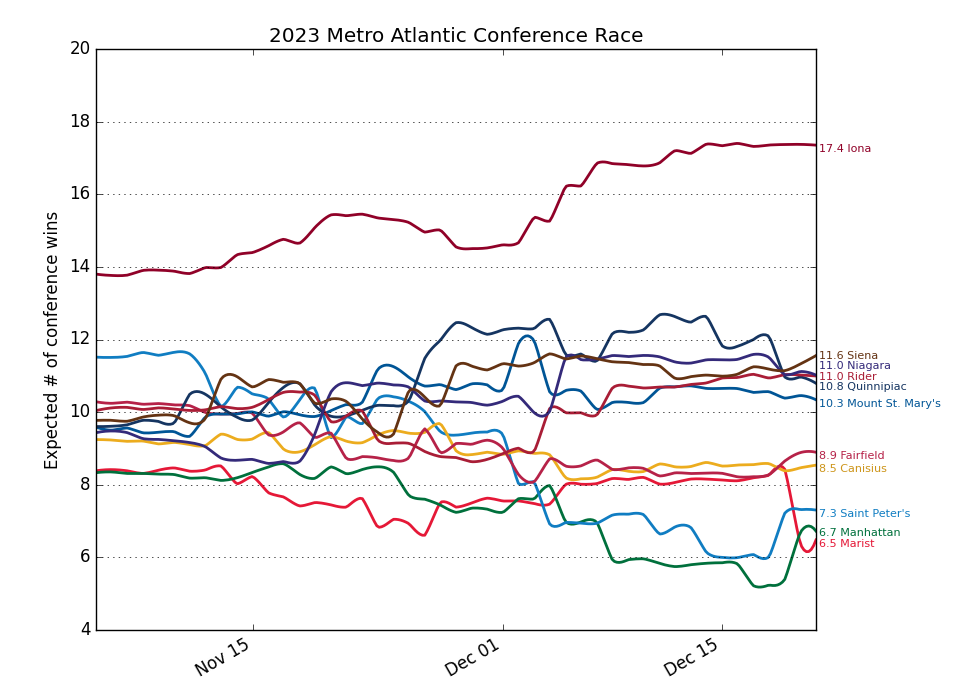 2023 Metro Atlantic Conference Race
Expected # of conference wins
20
18
16
14
12
10
8
6
4
Nov 15
Dec 01
Dec 15
17.4 Iona
11.6 Siena
11.0 Niagara
11.0 Rider
10.8 Quinnipiac
10.3 Mount St. Mary's
8.9 Fairfield
8.5 Canisius
7.3 Saint Peter's
6.7 Manhattan
6.5 Marist